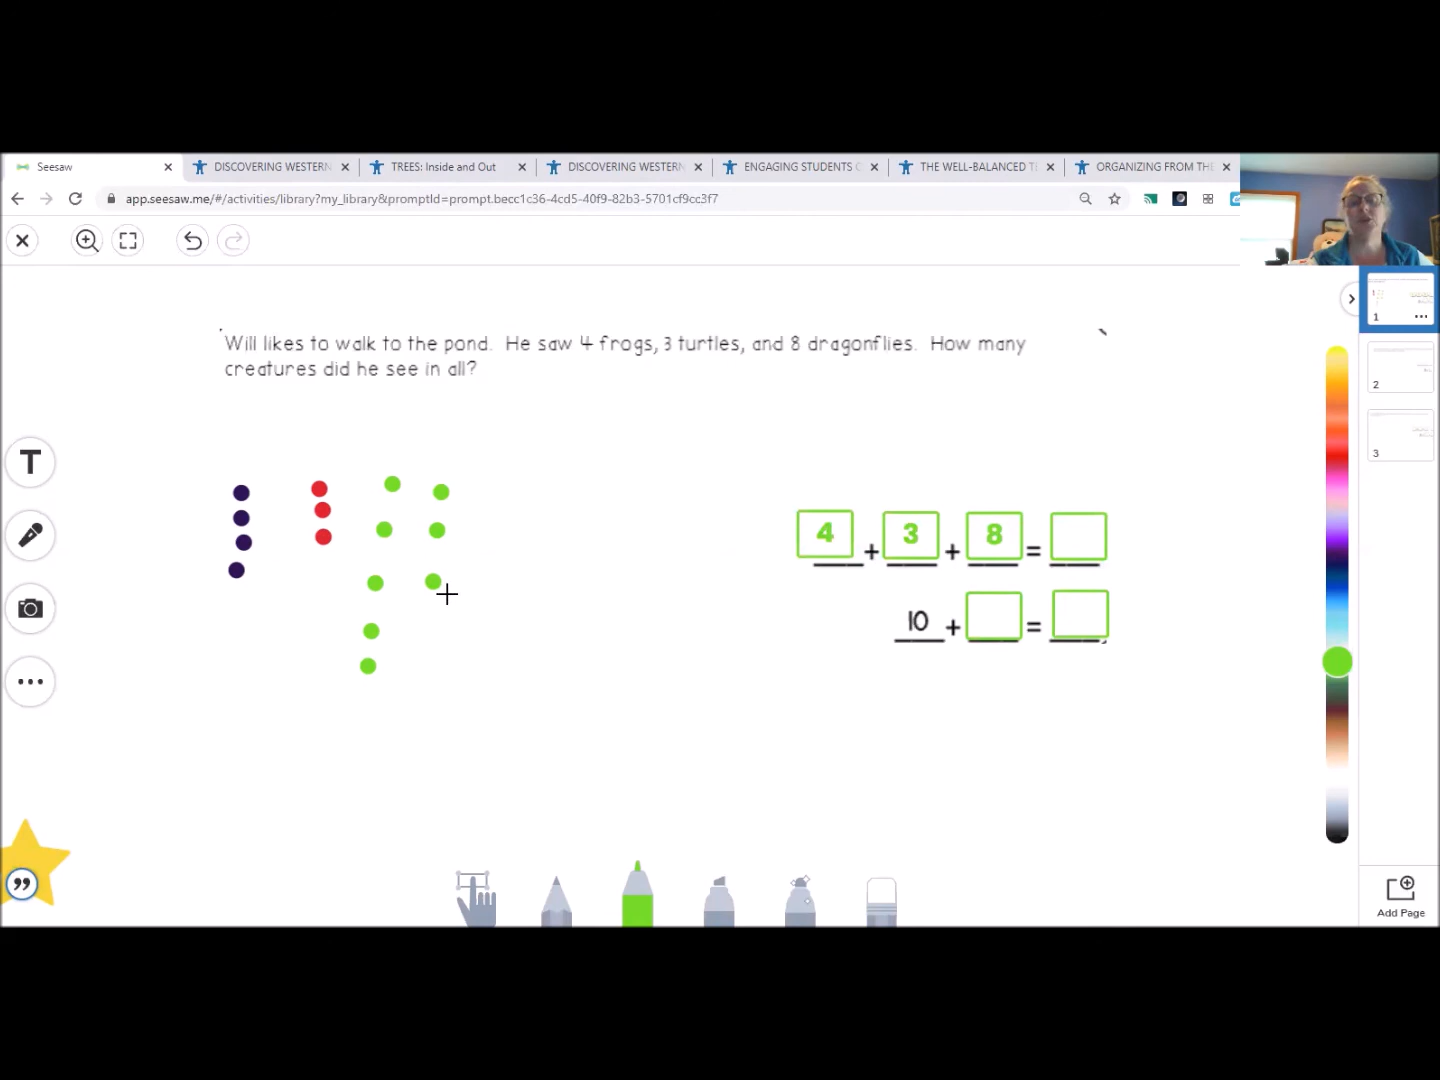 Seesaw
DISCOVERING WESTERN
TREES: Inside and Out
DISCOVERING WESTERN
ENGAGING STUDENTS
THE WELL-BALANCED
ORGANIZING FROM THE
app.seesaw.me/#/activities/library?my_library&promptId=prompt.becc1c36-4cd5-40f9-82b3-5701cf9cc3f7
Will likes to walk to the pond. He saw 4 frogs, 3 turtles, and 8 dragonflies. How many
creatures did he see in all?
4 + 3 + 8 =
10 + =
T
1
2
3
Add Page